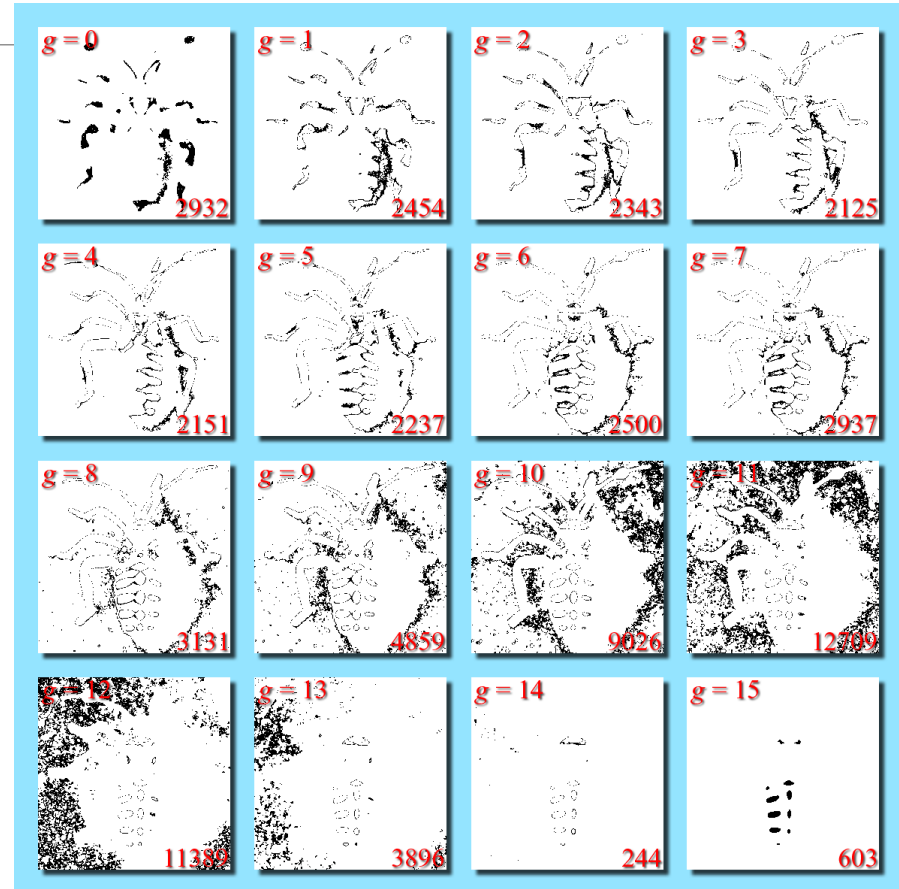 g = 0 g = 1 g = 2 g = 3
2932 2454 2343 2125
g = 4 g = 5 g = 6 g = 7
2151 2237 2500 2937
g = 8 g = 9 g = 10 g = 11
3131 4859 9026 12709
g = 12 g = 13 g = 14 g = 15
11389 3896 244 603